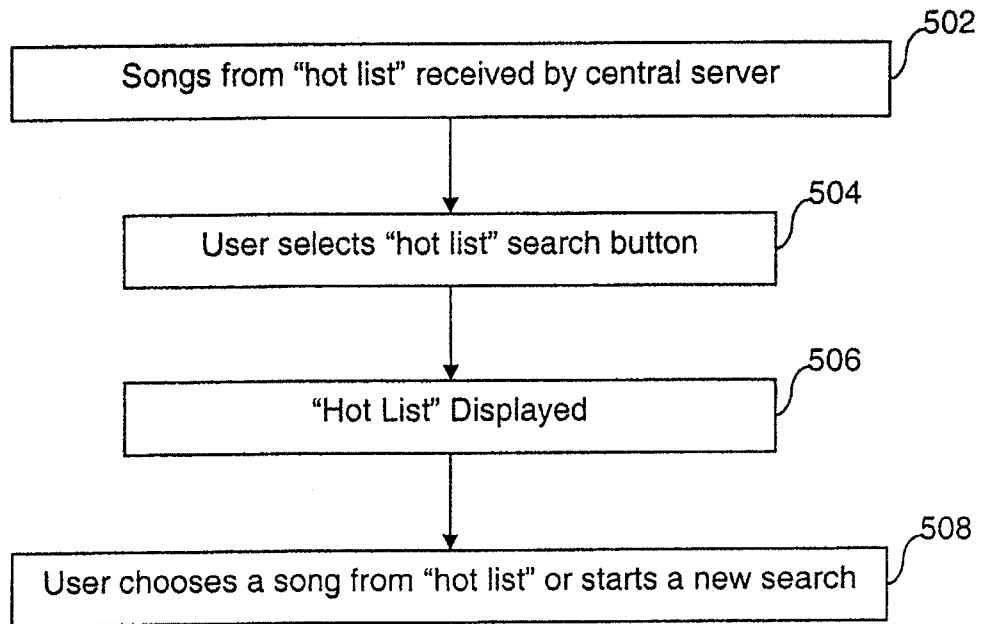 502
Songs from “hot list” received by central server
504
User selects “hot list” search button
506
“Hot List” Displayed
508
User chooses a song from “hot list” or starts a new search